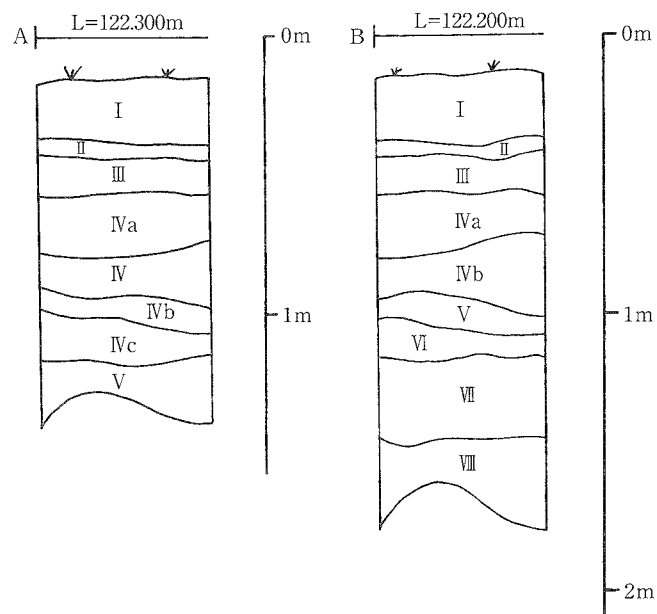 A
L=122.300m
0m
Ⅰ
Ⅱ
Ⅲ
Ⅳa
Ⅳ
Ⅳb
Ⅳc
Ⅴ
1m
B
L=122.200m
0m
Ⅰ
Ⅱ
Ⅲ
Ⅳa
Ⅳb
Ⅴ
Ⅵ
Ⅶ
Ⅷ
1m
2m